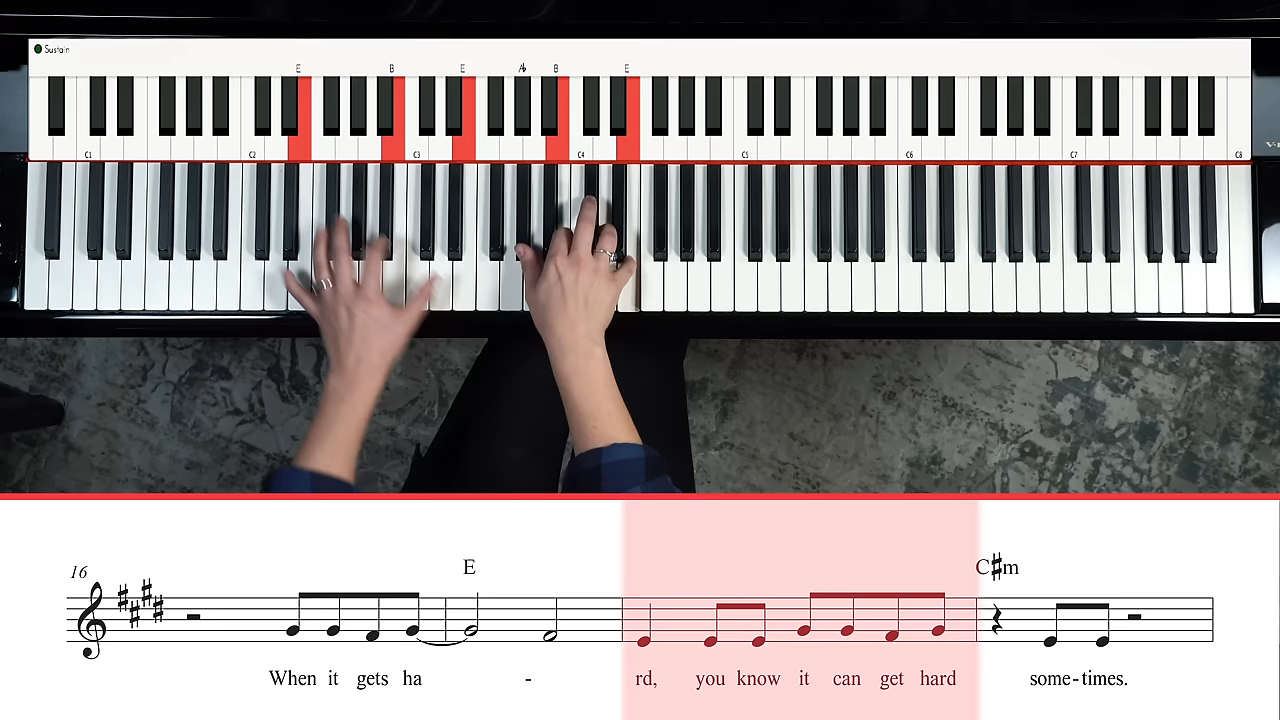 Sustain
E B E A♭ B E
C1 C2 C3 C4 C5 C6 C7 C8
16 E C♯m
When it gets ha - rd, you know it can get hard some-times.